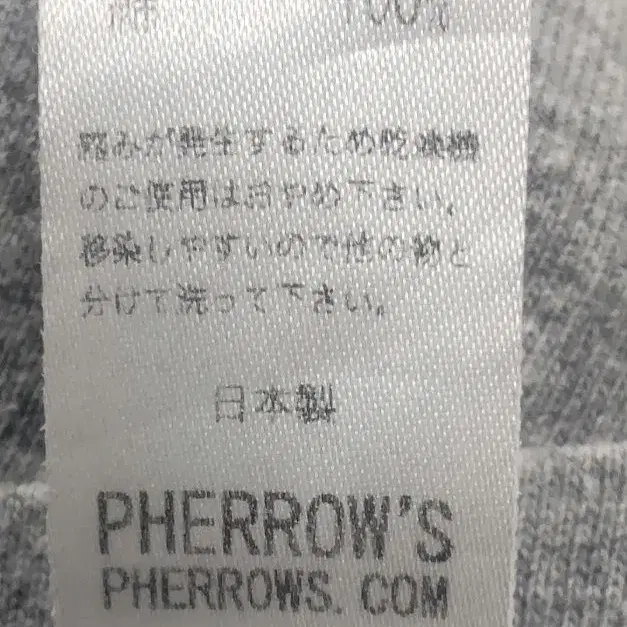 綿 100%
縮みが発生するため乾燥機
のご使用はおやめ下さい。
移染しやすいので他の物と
分けて洗って下さい。
日本製
PHERROW'S
PHERROWS. COM